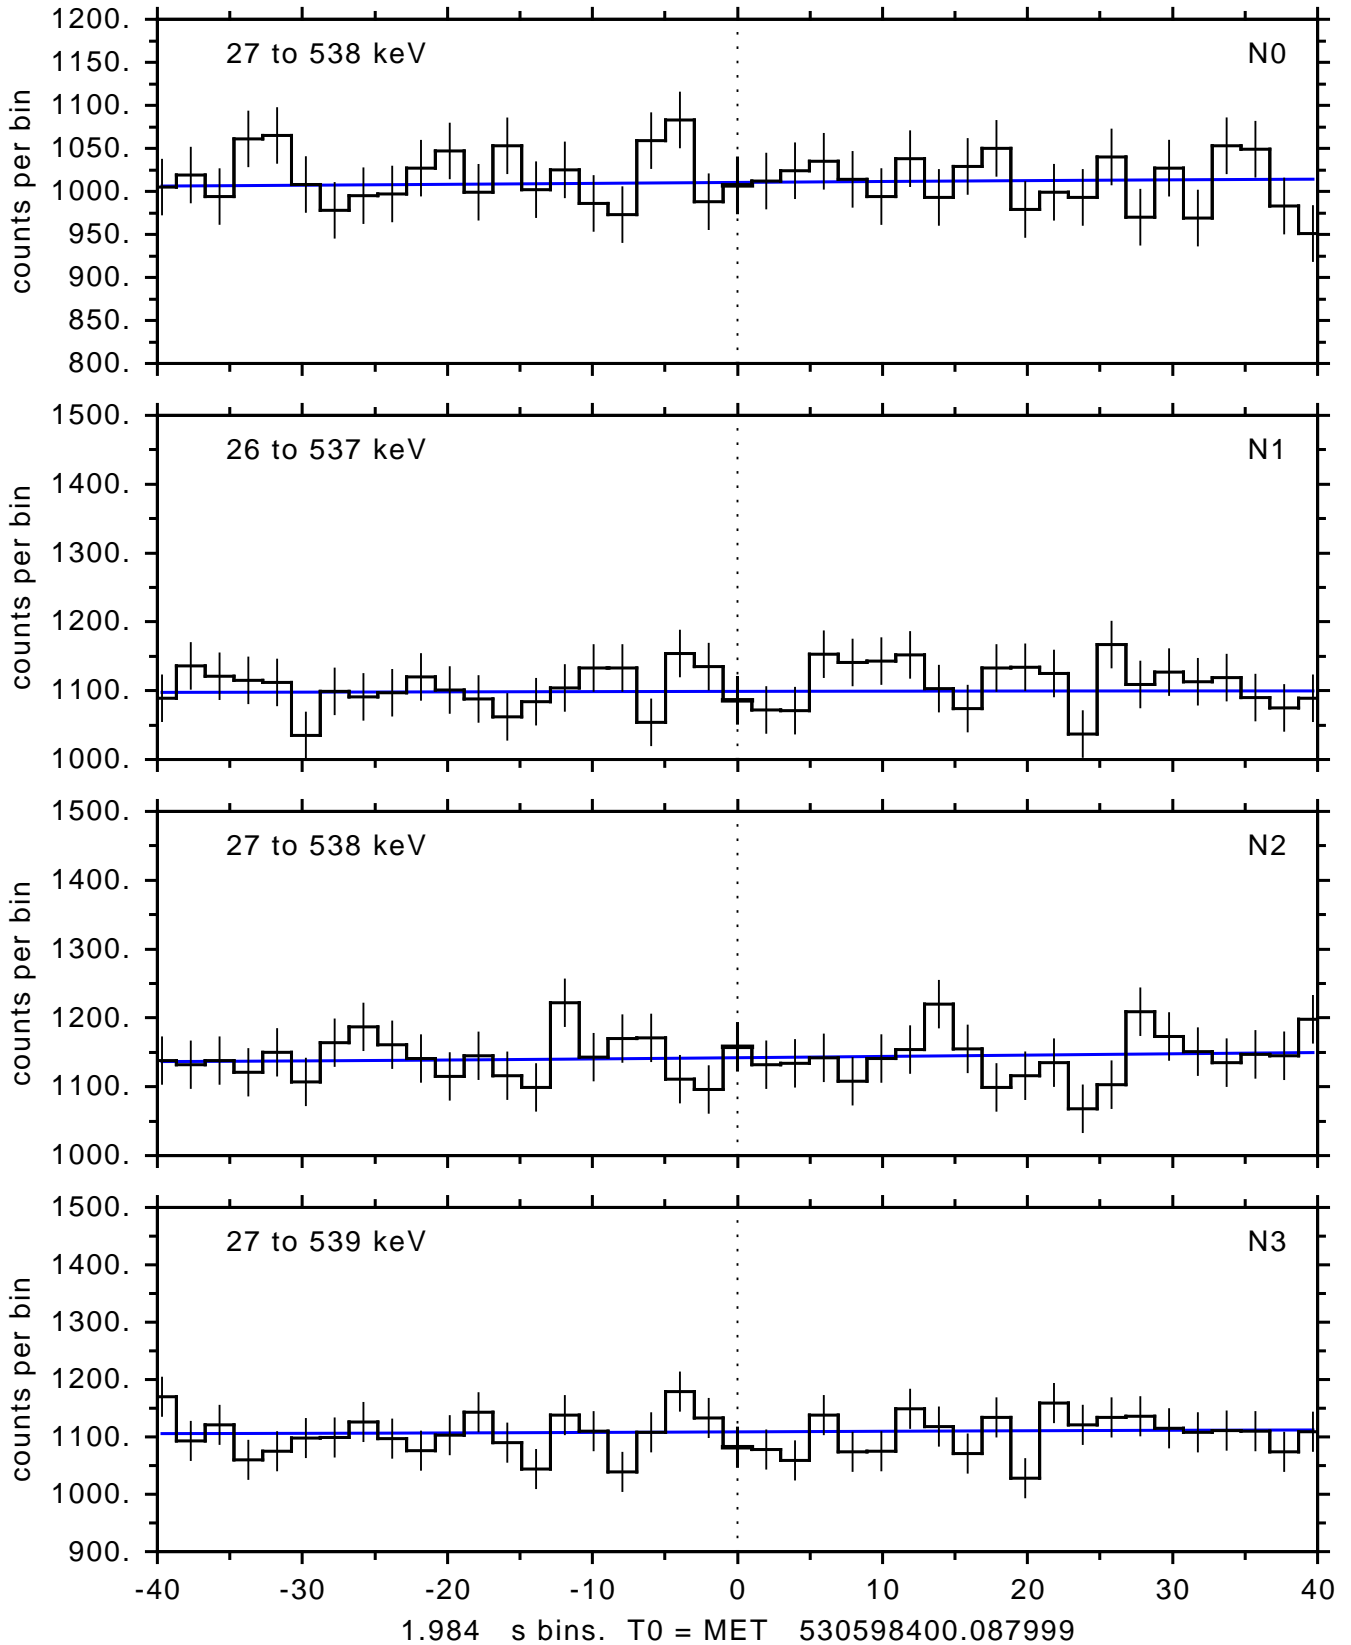 1200.
1150.
1100.
1050.
1000.
950.
900.
850.
800.
counts per bin
27 to 538 keV
N0
1500.
1400.
1300.
1200.
1100.
1000.
counts per bin
26 to 537 keV
N1
1500.
1400.
1300.
1200.
1100.
1000.
counts per bin
27 to 538 keV
N2
1500.
1400.
1300.
1200.
1100.
1000.
900.
counts per bin
27 to 539 keV
N3
-40 -30 -20 -10 0 10 20 30 40
1.984 s bins. T0 = MET 530598400.087999